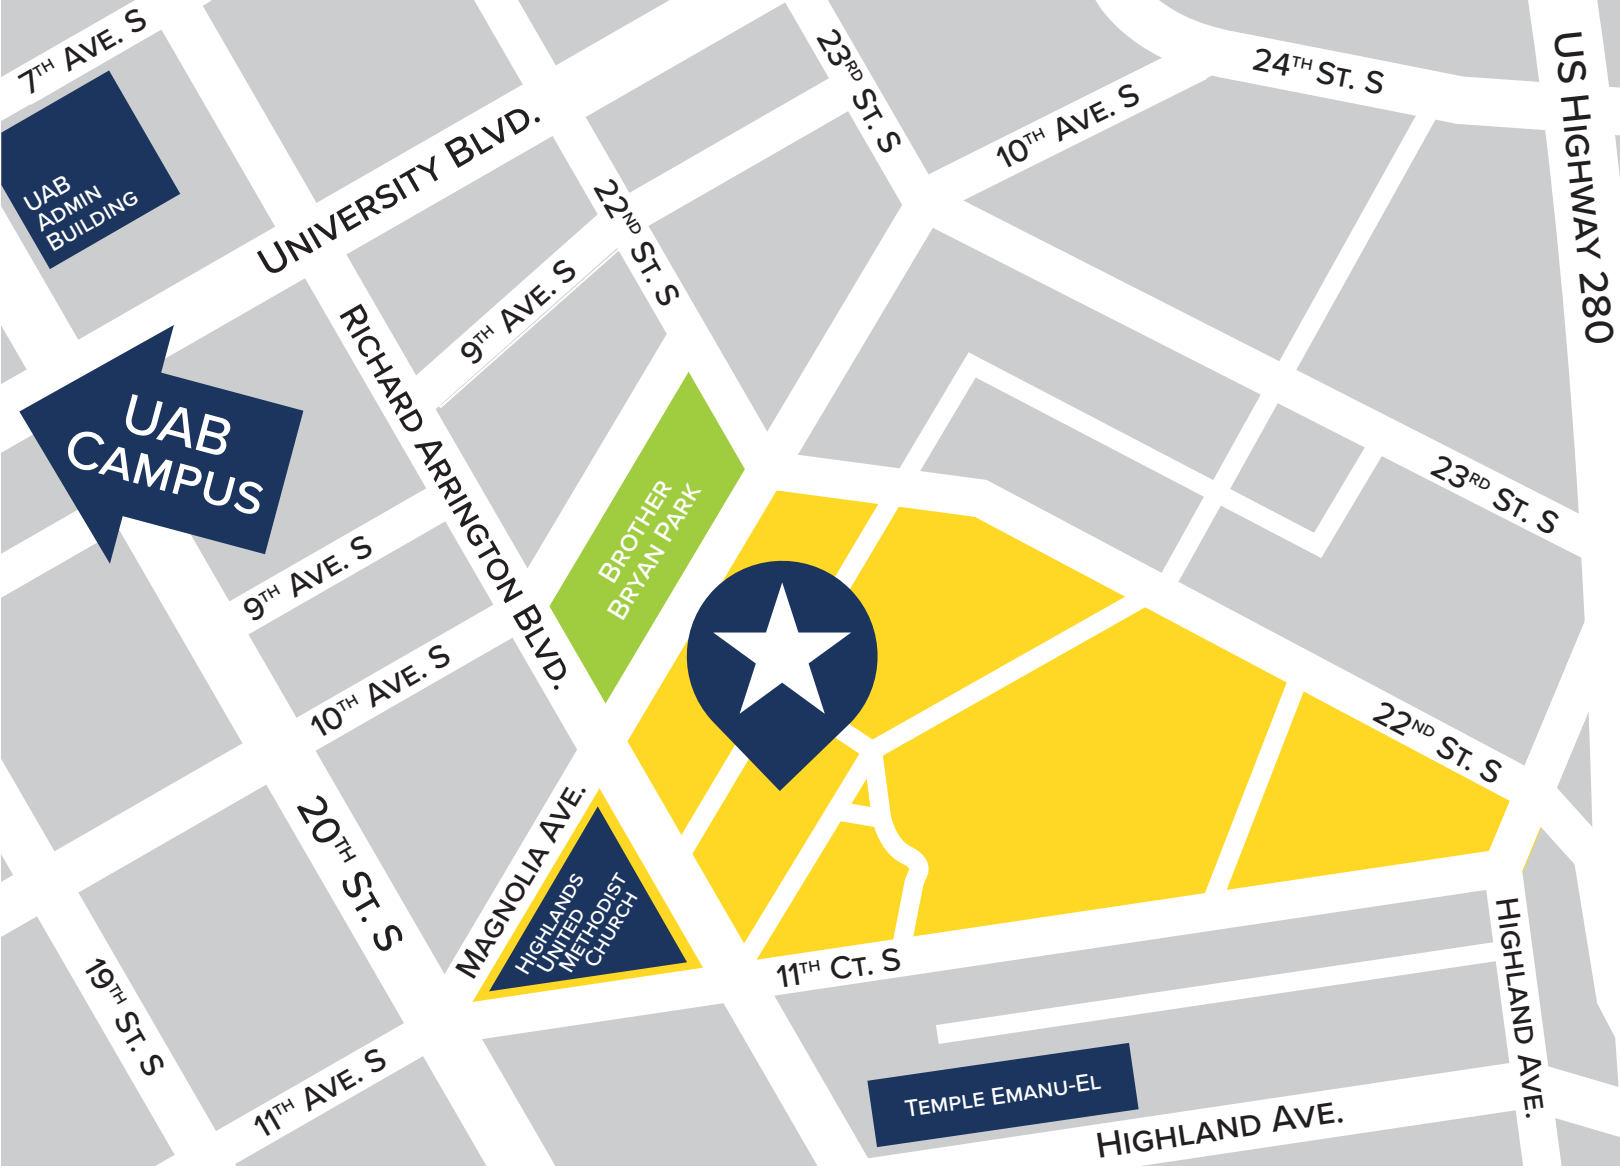 7TH AVE. S
UAB
ADMIN
BUILDING
UNIVERSITY BLVD.
23RD ST. S
10TH AVE. S
24TH ST. S
US HIGHWAY 280
22ND ST. S
9TH AVE. S
RICHARD ARRINGTON BLVD.
UAB
CAMPUS
BROTHER
BRYAN PARK
23RD ST. S
9TH AVE. S
10TH AVE. S
22ND ST. S
20TH ST. S
MAGNOLIA AVE.
HIGHLANDS
UNITED
METHODIST
CHURCH
11TH CT. S
19TH ST. S
11TH AVE. S
HIGHLAND AVE.
TEMPLE EMANU-EL
HIGHLAND AVE.